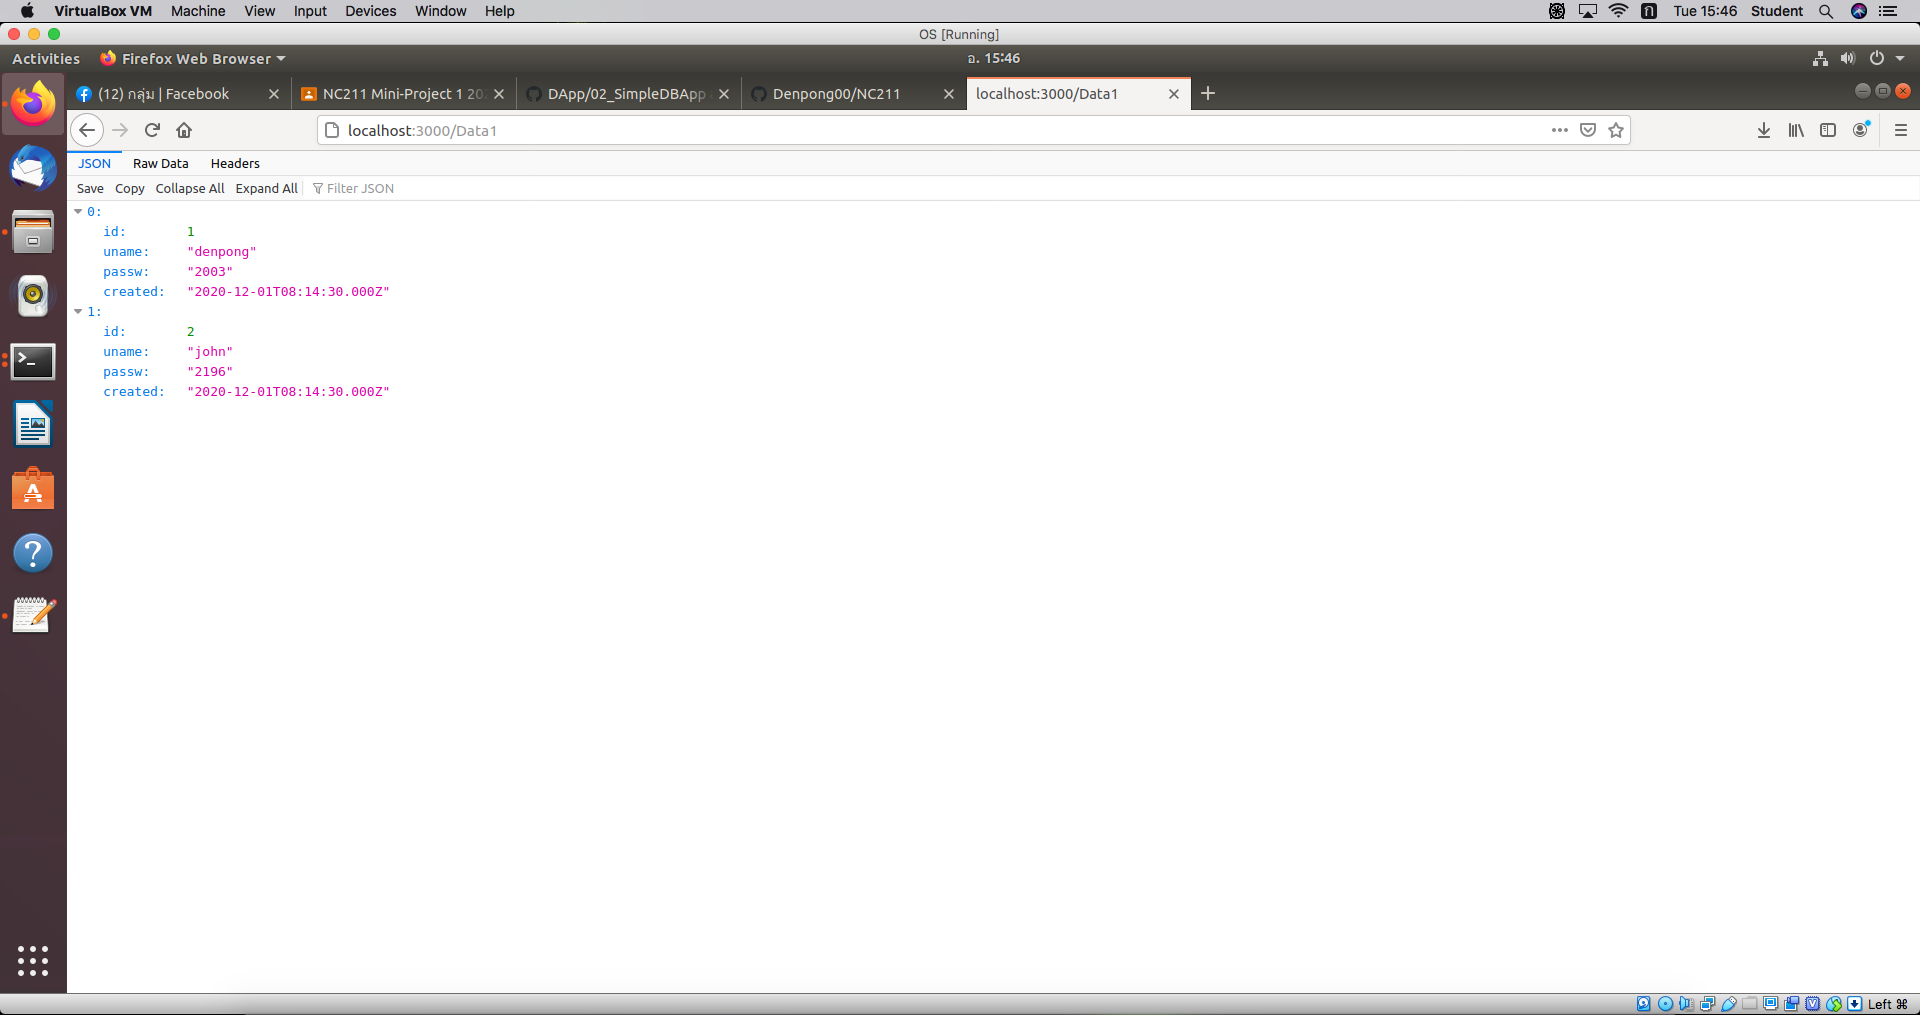 VirtualBox VM Machine View Input Devices Window Help ก Tue 15:46 Student
OS [Running]
Activities Firefox Web Browser อ. 15:46
(12) กลุ่ม | Facebook NC211 Mini-Project 1 20 DApp/02_SimpleDBApp Denpong00/NC211 localhost:3000/Data1
localhost:3000/Data1
JSON Raw Data Headers
Save Copy Collapse All Expand All Filter JSON
0:
id: 1
uname: "denpong"
passw: "2003"
created: "2020-12-01T08:14:30.000Z"
1:
id: 2
uname: "john"
passw: "2196"
created: "2020-12-01T08:14:30.000Z"
Left ⌘